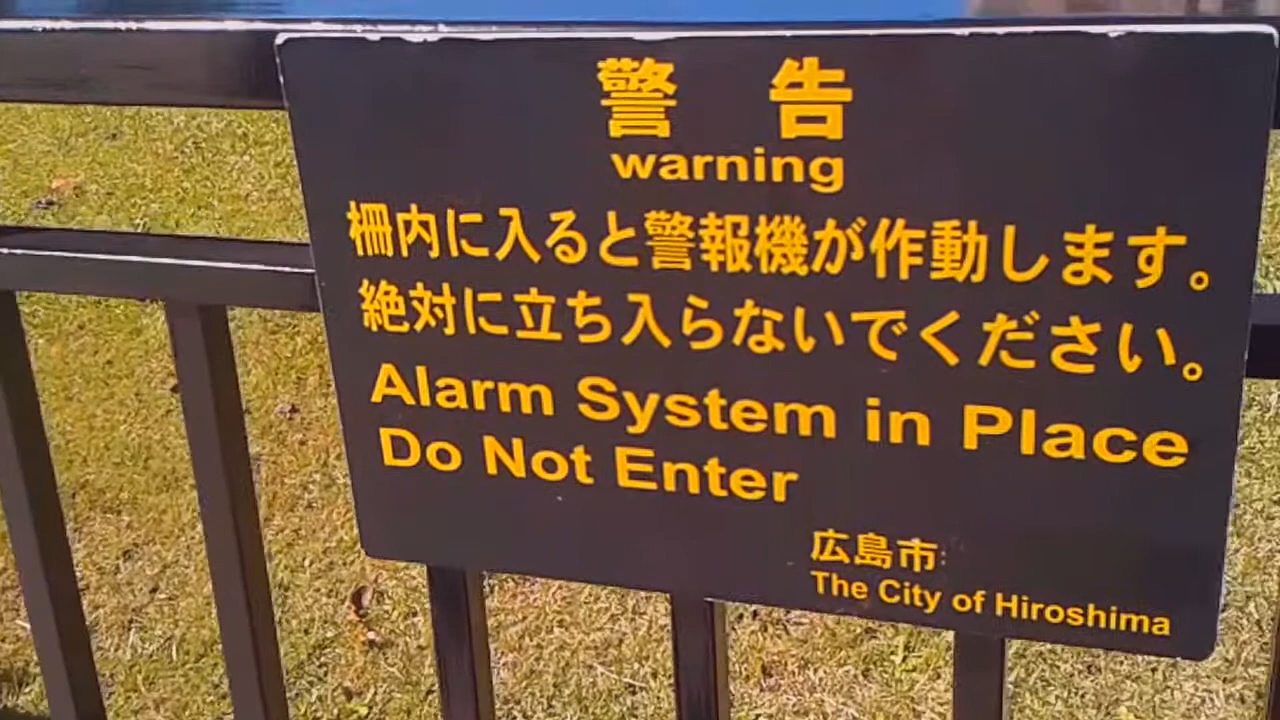 警 告
warning
柵内に入ると警報機が作動します。
絶対に立ち入らないでください。
Alarm System in Place
Do Not Enter
広島市
The City of Hiroshima